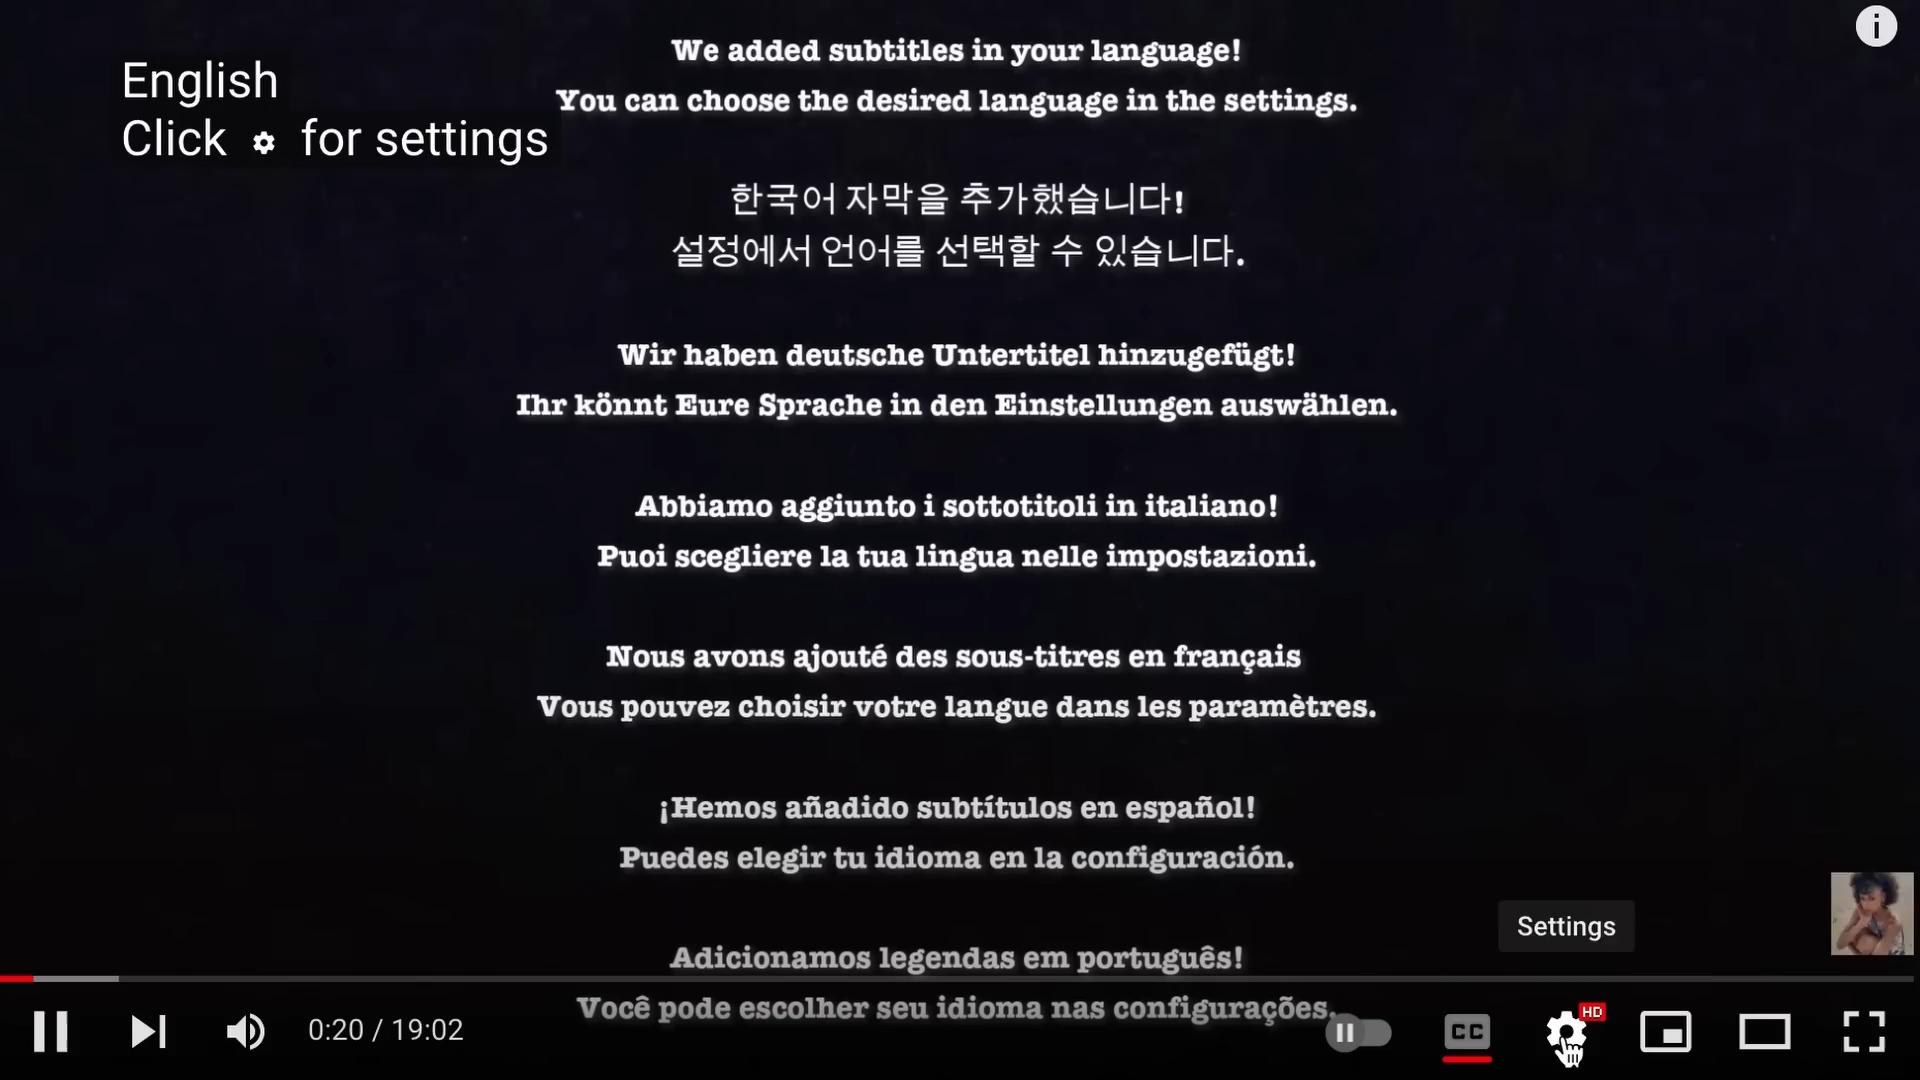 We added subtitles in your language!
You can choose the desired language in the settings.
English
Click for settings
한국어 자막을 추가했습니다!
설정에서 언어를 선택할 수 있습니다.
Wir haben deutsche Untertitel hinzugefügt!
Ihr könnt Eure Sprache in den Einstellungen auswählen.
Abbiamo aggiunto i sottotitoli in italiano!
Puoi scegliere la tua lingua nelle impostazioni.
Nous avons ajouté des sous-titres en français
Vous pouvez choisir votre langue dans les paramètres.
¡Hemos añadido subtítulos en español!
Puedes elegir tu idioma en la configuración.
Settings
Adicionamos legendas em português!
Você pode escolher seu idioma nas configurações.
0:20 / 19:02
CC
HD